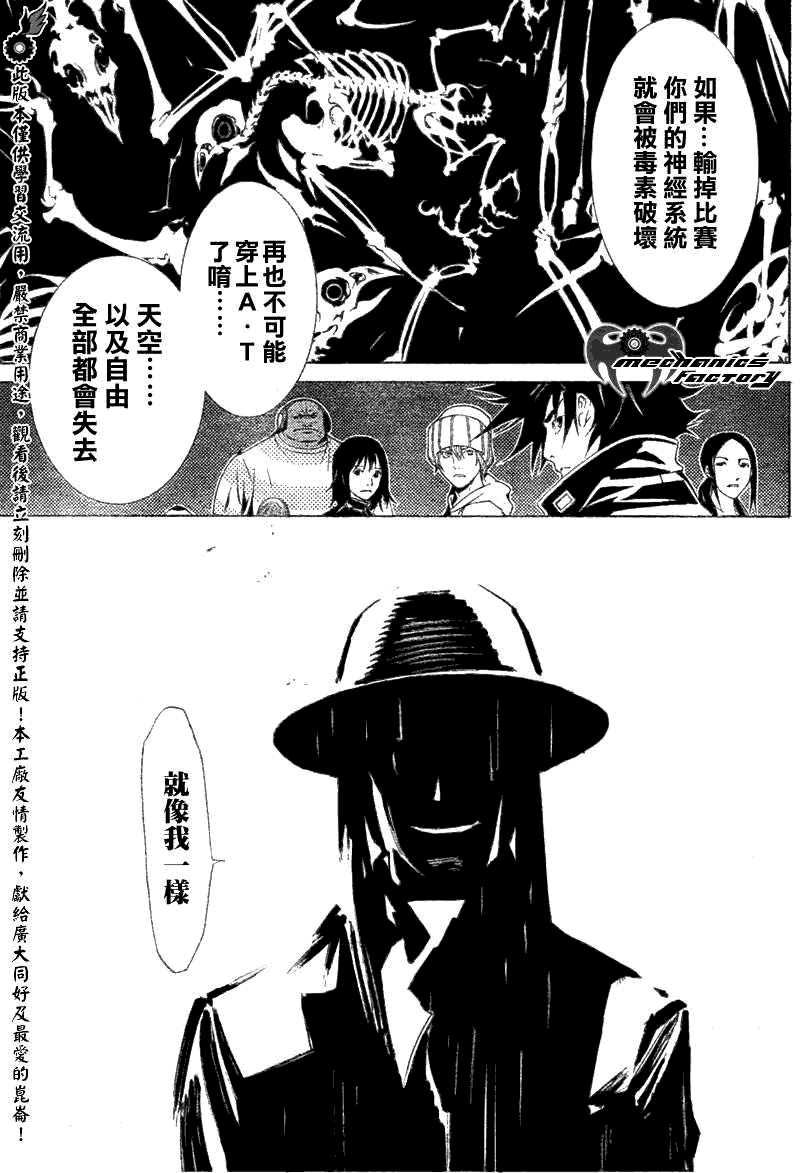 如果…輸掉比賽
你們的神經系統
就會被毒素破壞
再也不可能
穿上A．T
了唷……
天空……
以及自由
全部都會失去
mechanics
factory
就像我一樣
此版本僅供學習交流用，嚴禁商業用途，觀看後請立刻刪除並請支持正版！本工廠友情製作，獻給廣大同好及最愛的崑崙！